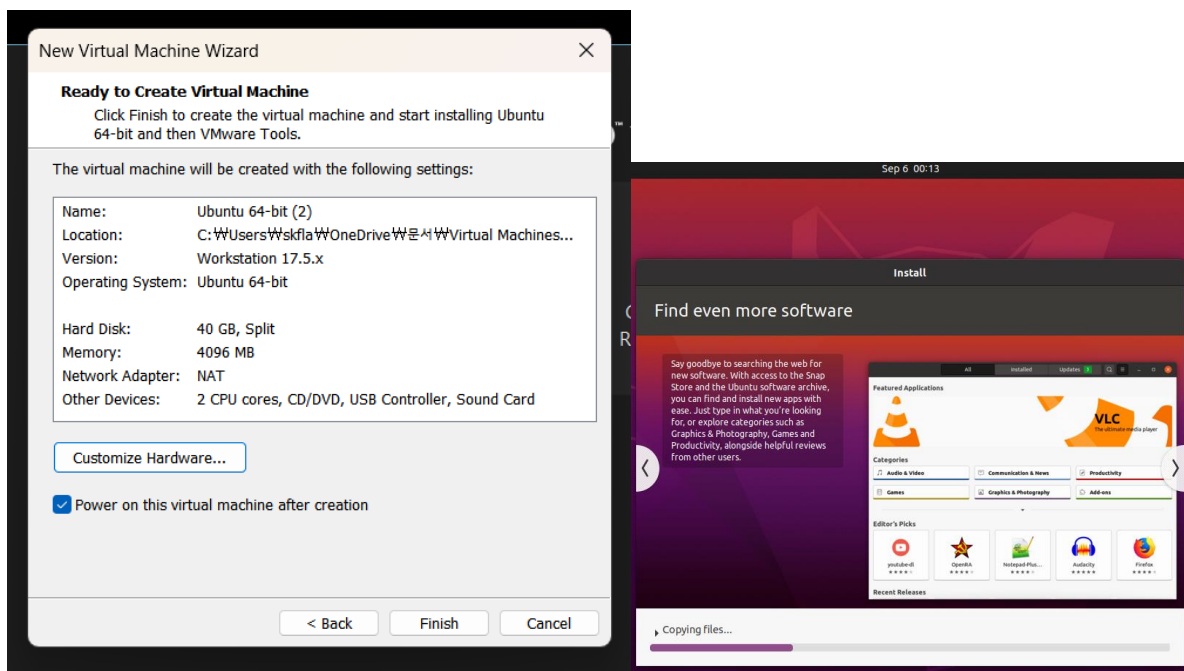 New Virtual Machine Wizard
Ready to Create Virtual Machine
Click Finish to create the virtual machine and start installing Ubuntu
64-bit and then VMware Tools.
The virtual machine will be created with the following settings:
Name: Ubuntu 64-bit (2)
Location: C:₩Users₩skfla₩OneDrive₩문서₩Virtual Machines...
Version: Workstation 17.5.x
Operating System: Ubuntu 64-bit
Hard Disk: 40 GB, Split
Memory: 4096 MB
Network Adapter: NAT
Other Devices: 2 CPU cores, CD/DVD, USB Controller, Sound Card
Customize Hardware...
Power on this virtual machine after creation
< Back Finish Cancel
™
R
Sep 6 00:13
Install
Find even more software
Say goodbye to searching the web for
new software. With access to the Snap
Store and the Ubuntu software archive,
you can find and install new apps with
ease. Just type in what you're looking
for, or explore categories such as
Graphics & Photography, Games and
Productivity, alongside helpful reviews
from other users.
All Installed Updates
Featured Applications
VLC
The ultimate media player
Categories
Audio & Video Communication & News Productivity
Games Graphics & Photography Add-ons
Editor's Picks
youtube-dl OpenRA Notepad-Plus... Audacity Firefox
Recent Releases
Copying files...